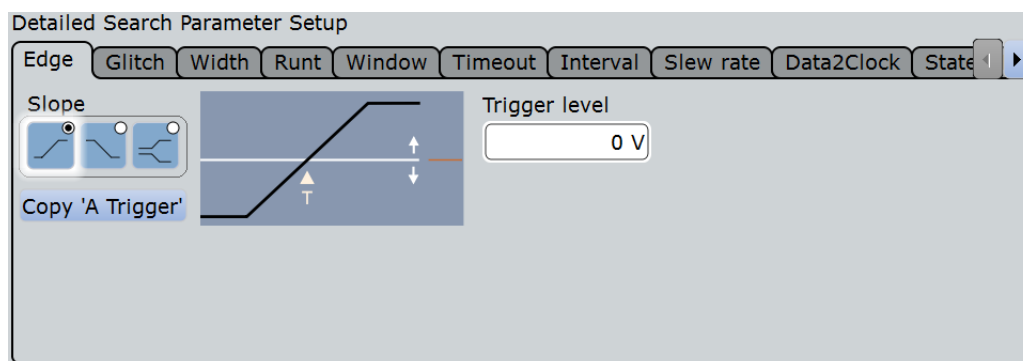 Detailed Search Parameter Setup
Edge Glitch Width Runt Window Timeout Interval Slew rate Data2Clock State
Slope
Trigger level
0 V
T
Copy 'A Trigger'